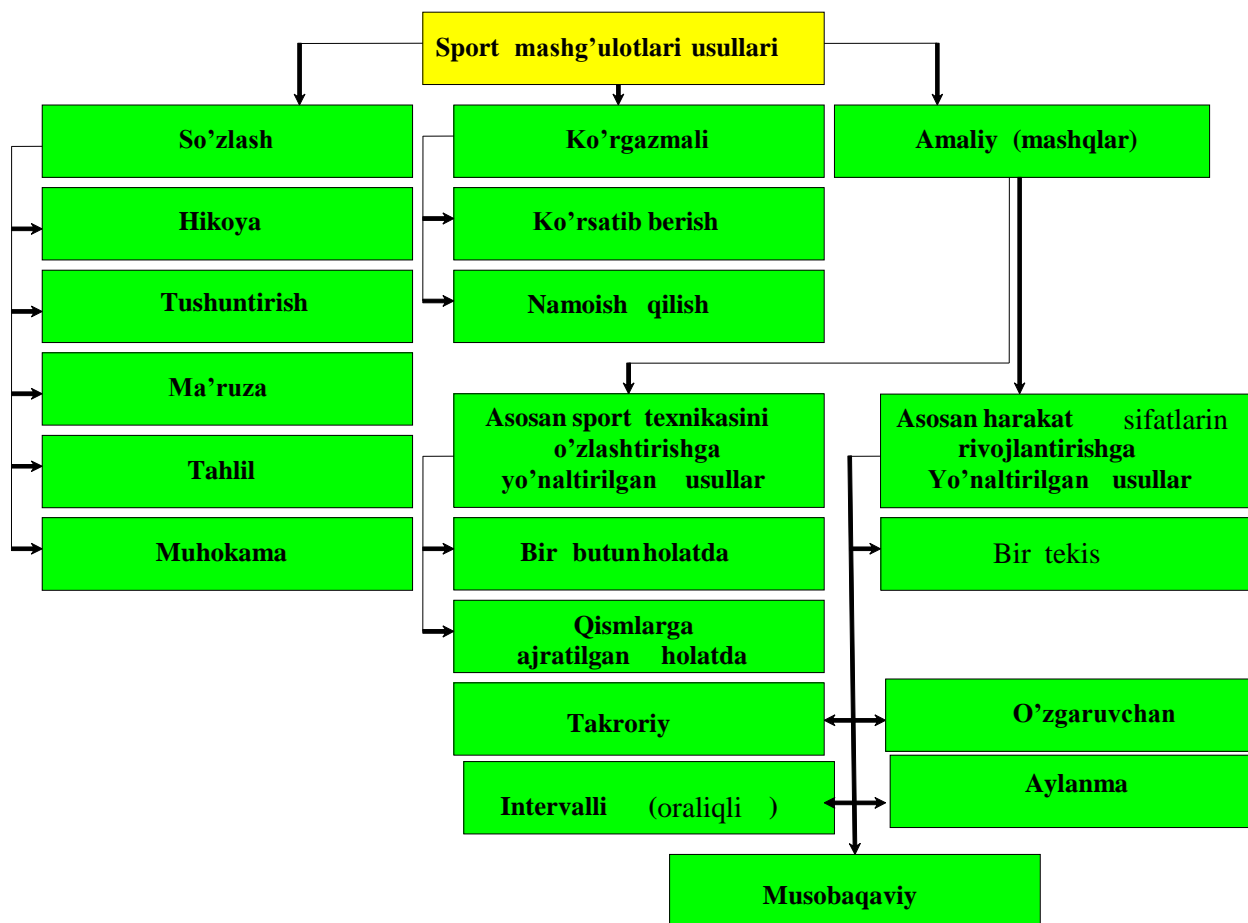 Sport mashg'ulotlari usullari
So'zlash
Ko'rgazmali
Amaliy (mashqlar)
Hikoya
Ko'rsatib berish
Tushuntirish
Namoish qilish
Ma'ruza
Tahlil
Muhokama
Asosan sport texnikasini
o'zlashtirishga
yo'naltirilgan usullar
Asosan harakat sifatlarin
rivojlantirishga
Yo'naltirilgan usullar
Bir butun holatda
Bir tekis
Qismlarga
ajratilgan holatda
Takroriy
O'zgaruvchan
Intervalli (oraliqli )
Aylanma
Musobaqaviy